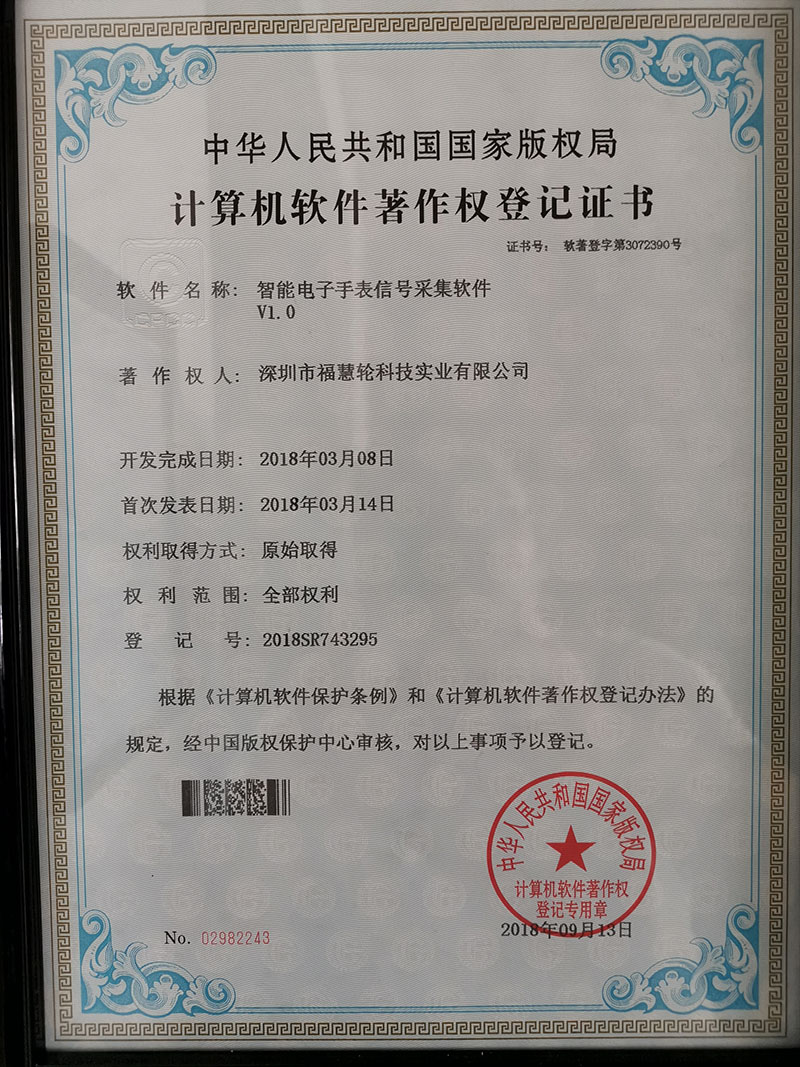 中华人民共和国国家版权局
计算机软件著作权登记证书
证书号： 软著登字第3072390号
软件名称： 智能电子手表信号采集软件
V1.0
著作权人： 深圳市福慧轮科技实业有限公司
开发完成日期： 2018年03月08日
首次发表日期： 2018年03月14日
权利取得方式： 原始取得
权利范围： 全部权利
登记号： 2018SR743295
根据《计算机软件保护条例》和《计算机软件著作权登记办法》的
规定，经中国版权保护中心审核，对以上事项予以登记。
中华人民共和国国家版权局
计算机软件著作权
登记专用章
2018年09月13日
No. 02982243